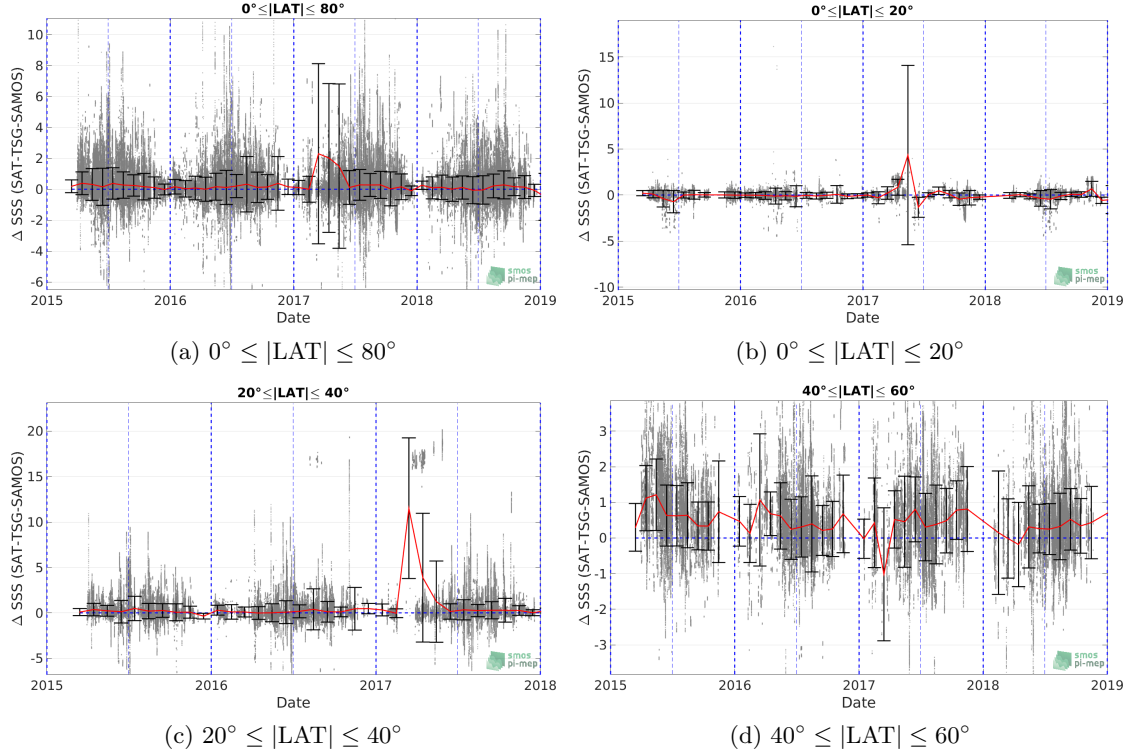 0°≤|LAT|≤ 80°
Δ SSS (SAT-TSG-SAMOS)
10
8
6
4
2
0
-2
-4
-6
2015 2016 2017 2018 2019
Date
smos
pi-mep
(a) 0° ≤ |LAT| ≤ 80°
0°≤|LAT|≤ 20°
Δ SSS (SAT-TSG-SAMOS)
15
10
5
0
-5
-10
2015 2016 2017 2018 2019
Date
smos
pi-mep
(b) 0° ≤ |LAT| ≤ 20°
20°≤|LAT|≤ 40°
Δ SSS (SAT-TSG-SAMOS)
20
15
10
5
0
-5
2015 2016 2017 2018
Date
smos
pi-mep
(c) 20° ≤ |LAT| ≤ 40°
40°≤|LAT|≤ 60°
Δ SSS (SAT-TSG-SAMOS)
3
2
1
0
-1
-2
-3
2015 2016 2017 2018 2019
Date
smos
pi-mep
(d) 40° ≤ |LAT| ≤ 60°